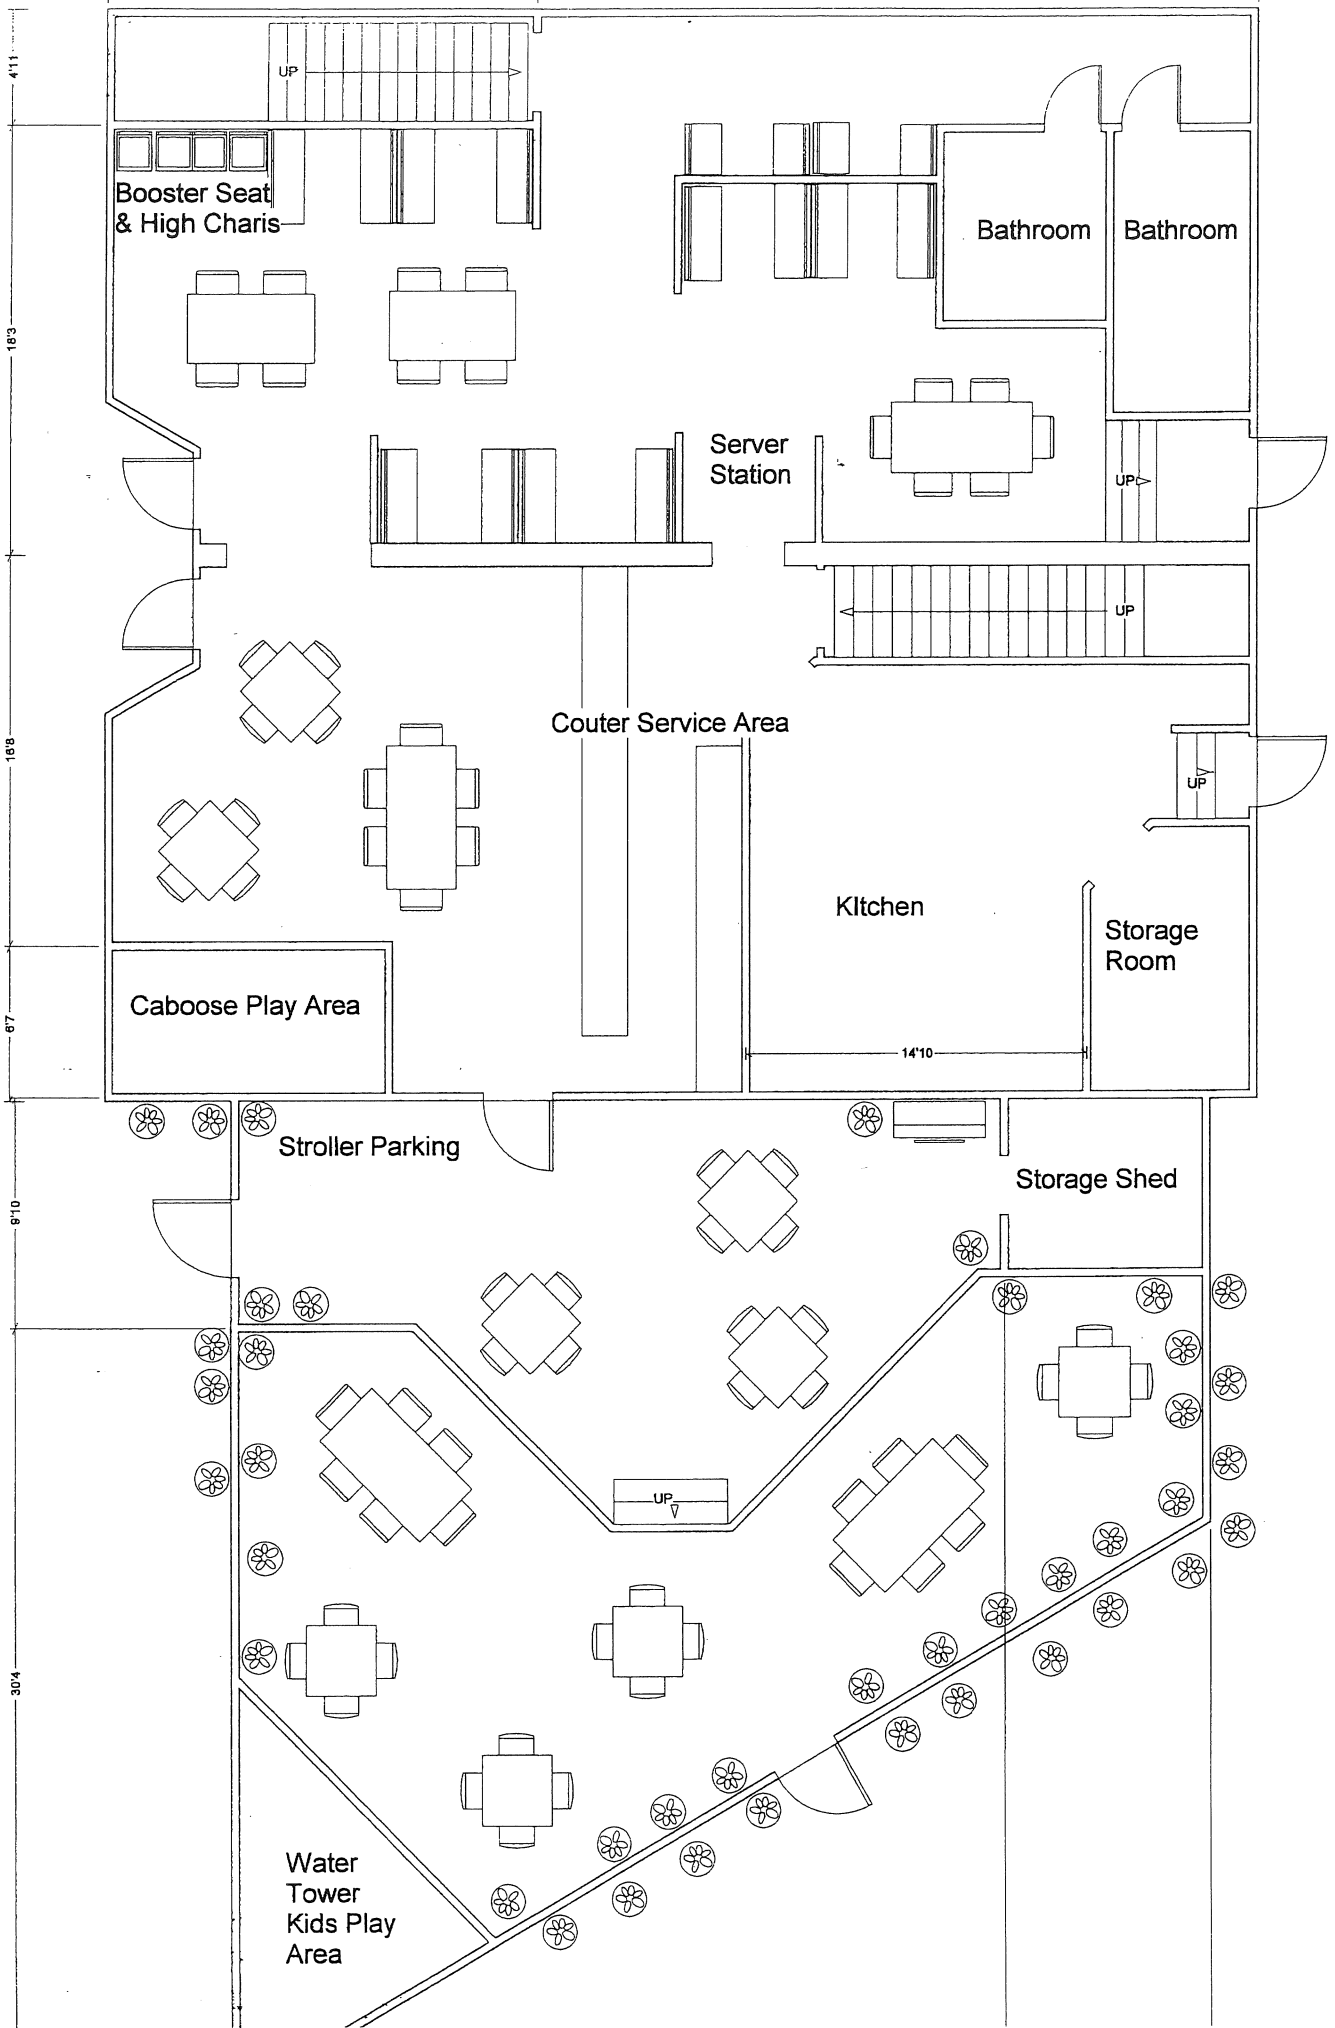 4'11
UP
Booster Seat
& High Charis
Bathroom
Bathroom
18'3
Server
Station
UP
UP
Couter Service Area
16'8
UP
KItchen
Storage
Room
Caboose Play Area
6'7
14'10
Stroller Parking
Storage Shed
9'10
UP
30'4
Water
Tower
Kids Play
Area